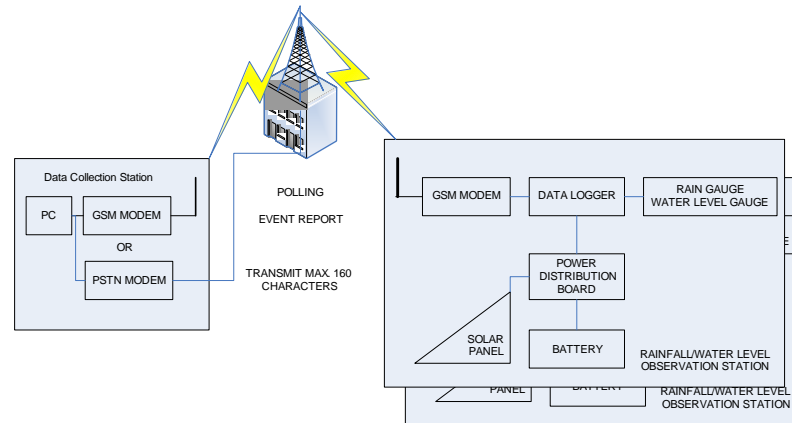 Data Collection Station
PC
GSM MODEM
OR
PSTN MODEM
POLLING
EVENT REPORT
TRANSMIT MAX. 160
CHARACTERS
GSM MODEM
DATA LOGGER
RAIN GAUGE
WATER LEVEL GAUGE
POWER
DISTRIBUTION
BOARD
SOLAR
PANEL
BATTERY
RAINFALL/WATER LEVEL
OBSERVATION STATION
E
PANEL
BATTERY
RAINFALL/WATER LEVEL
OBSERVATION STATION